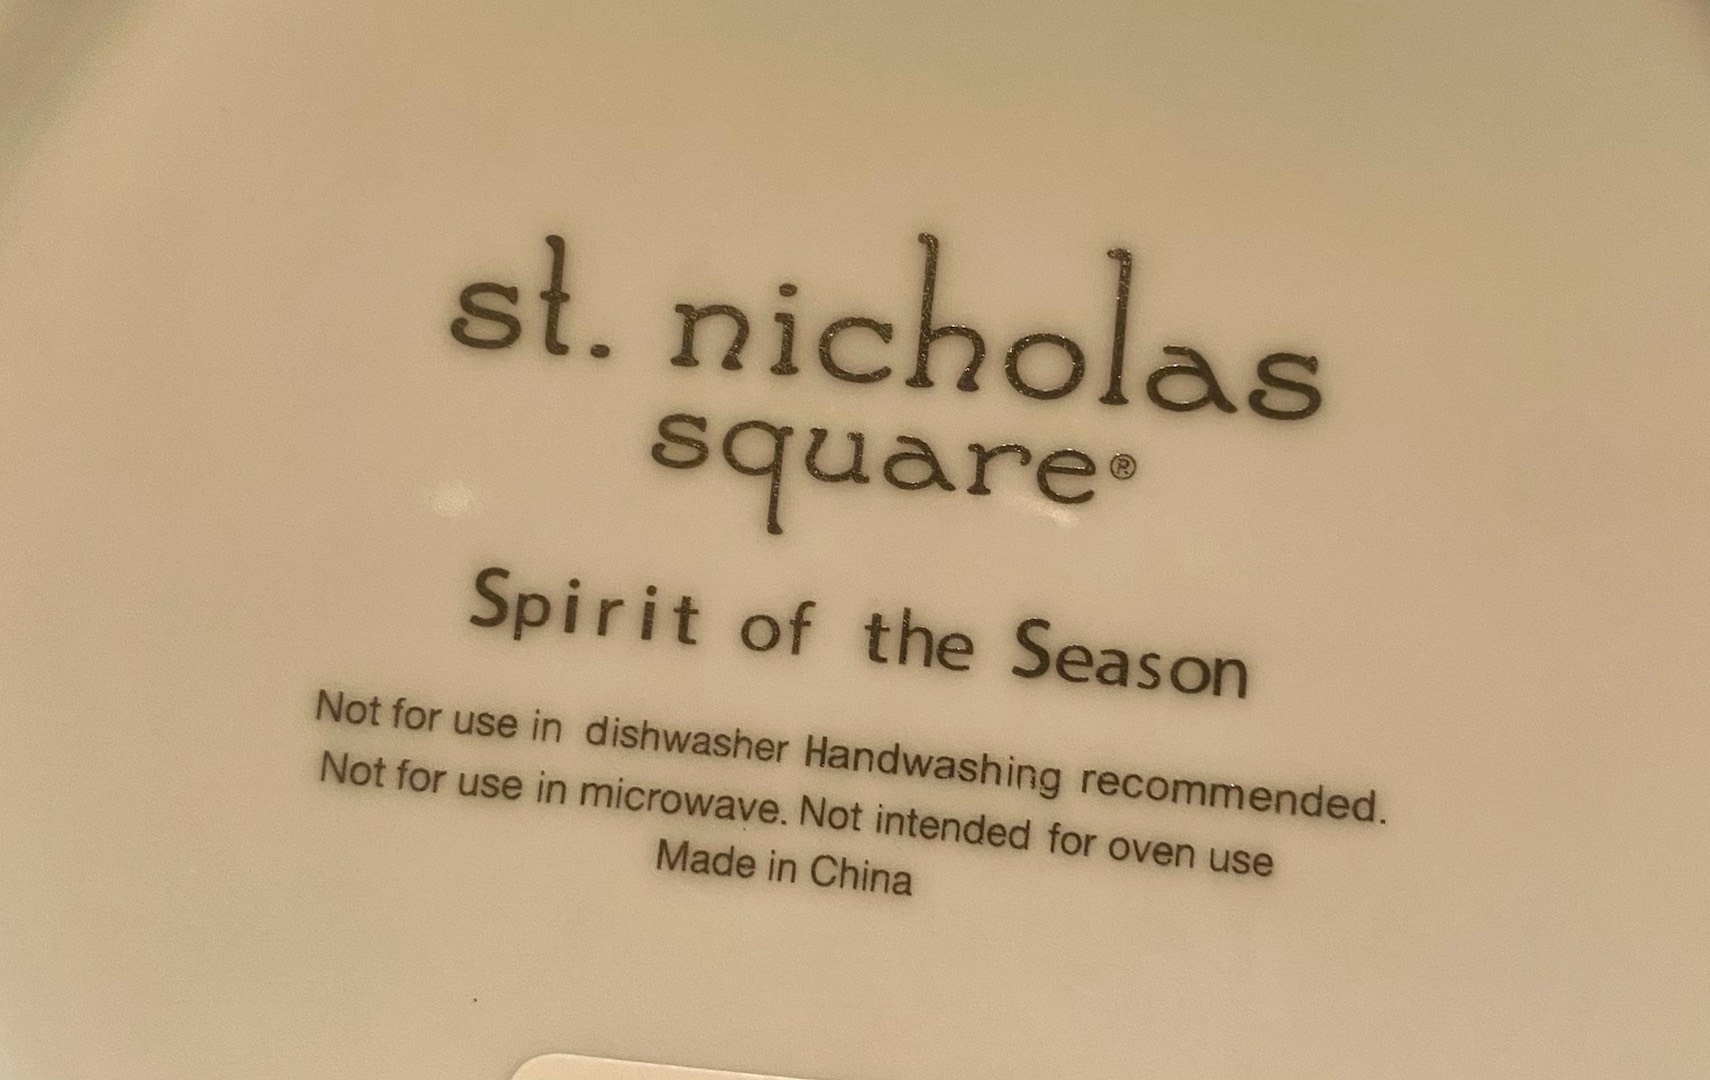 st. nicholas
square®
Spirit of the Season
Not for use in dishwasher Handwashing recommended.
Not for use in microwave. Not intended for oven use
Made in China